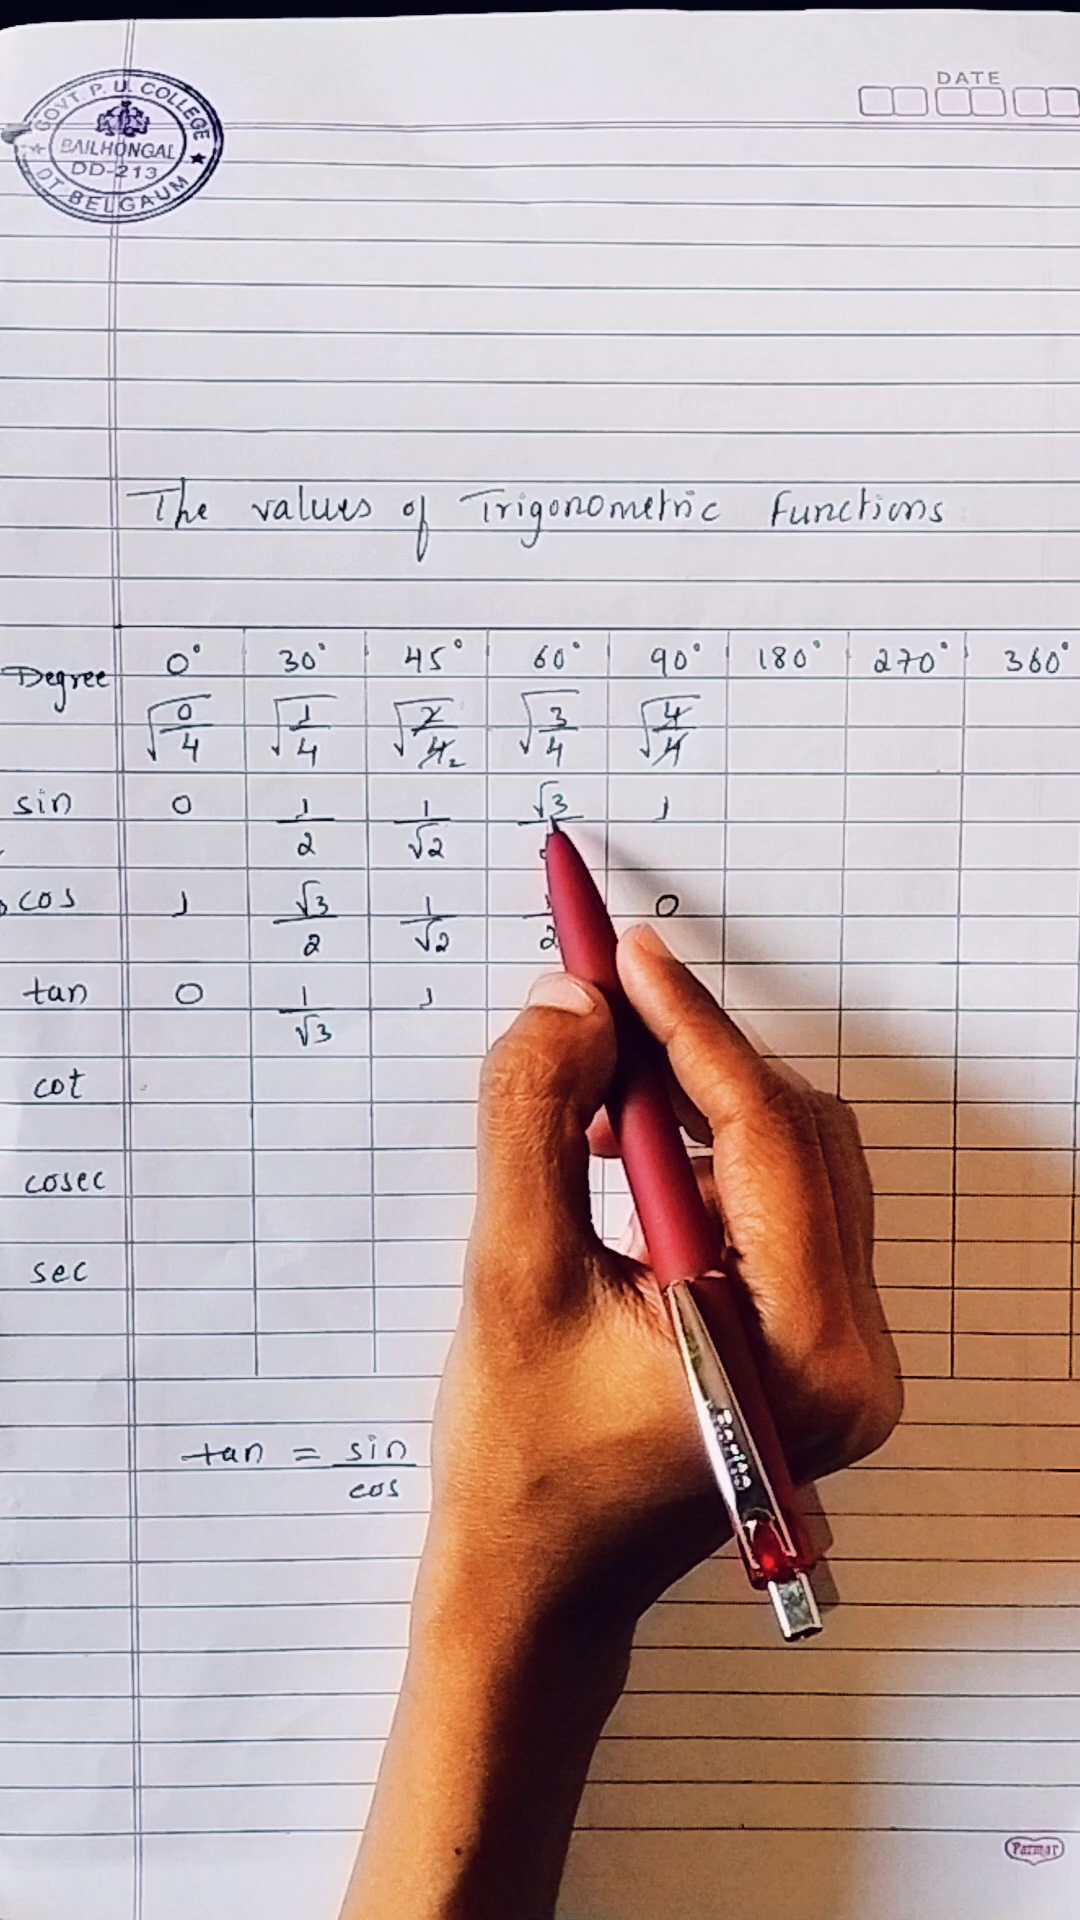 GOVT. P. U. COLLEGE
BAILHONGAL
DD-213
DT BELGAUM
DATE
The values of Trigonometric Functions
Degree 0° 30° 45° 60° 90° 180° 270° 360°
√0/4 √1/4 √2/4 2 √3/4 √4/4
sin 0 1/2 1/√2 √3/ 1
cos 1 √3/2 1/√2 /2 0
tan 0 1/√3 1
cot
cosec
sec
tan = sin/cos
Parmar